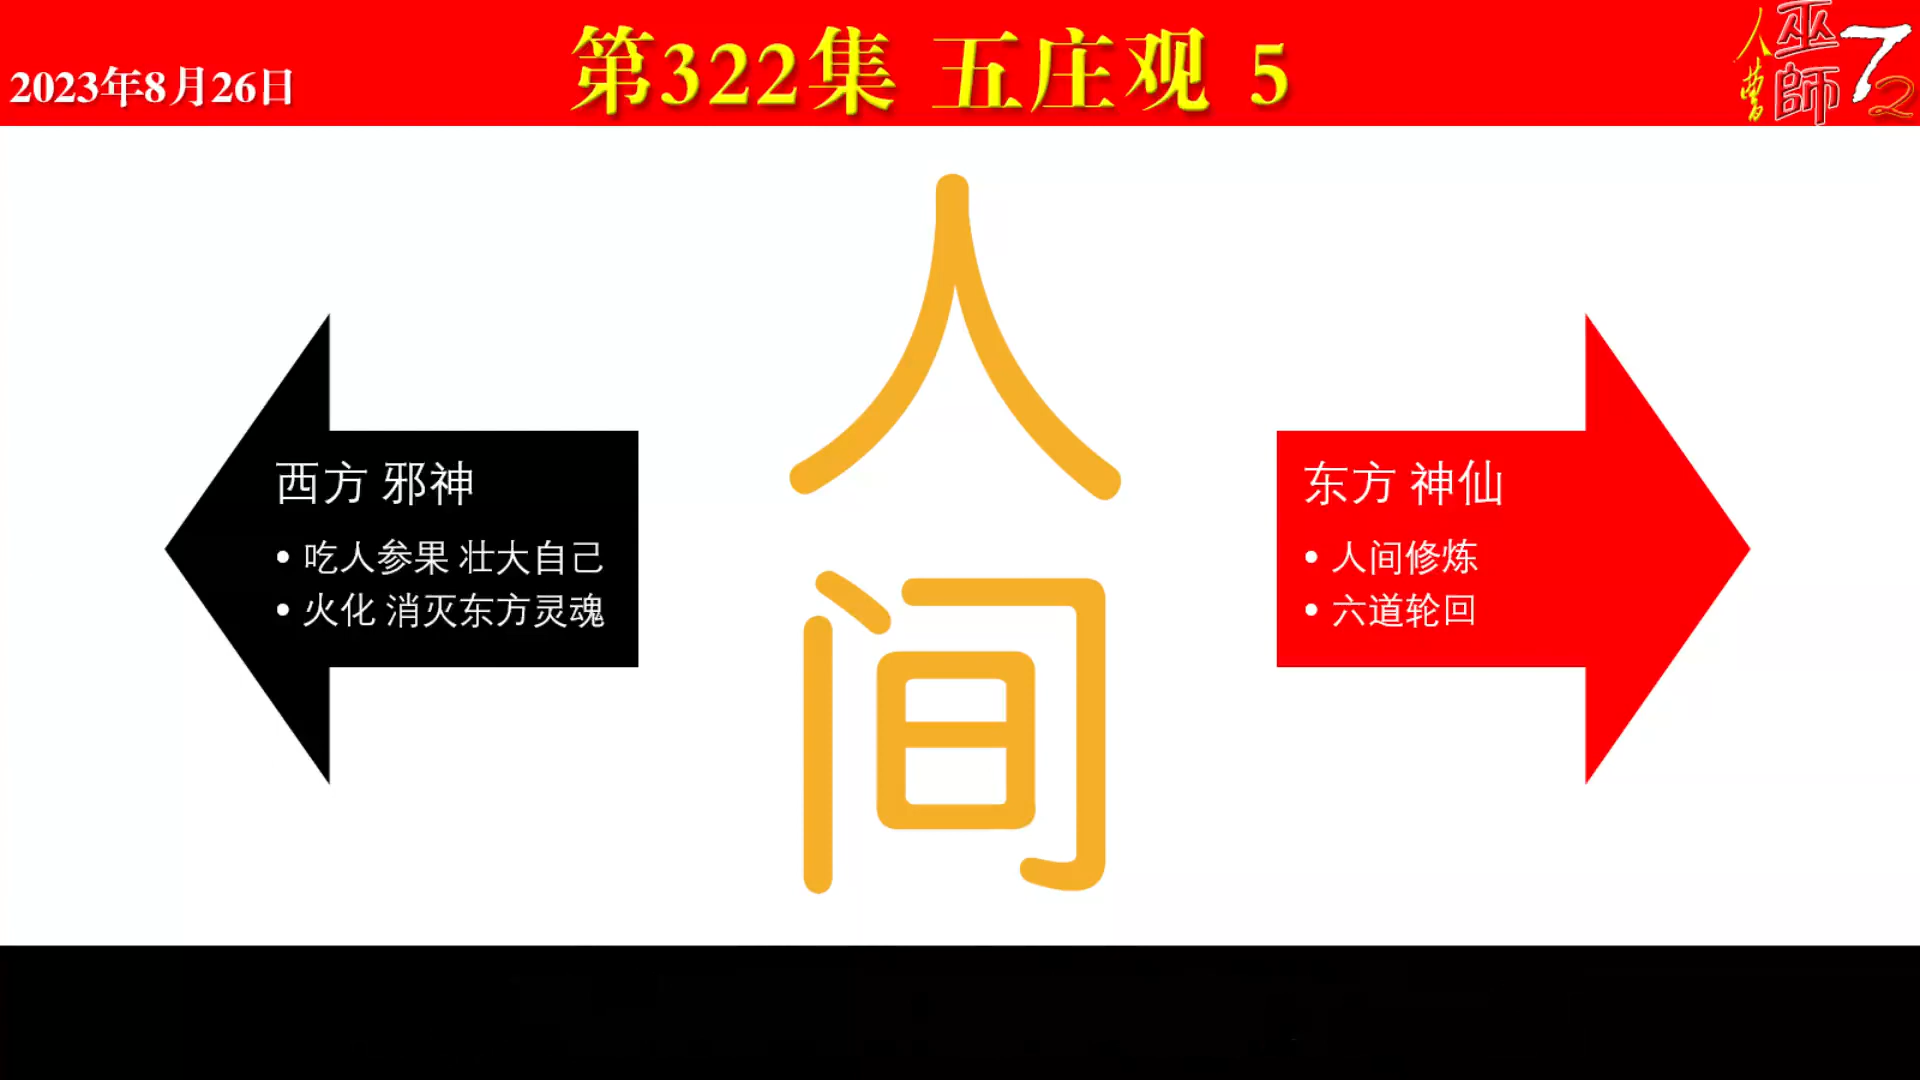 2023年8月26日
第322集 五庄观 5
人曹
巫師
72
人间
西方 邪神
• 吃人参果 壮大自己
• 火化 消灭东方灵魂
东方 神仙
• 人间修炼
• 六道轮回